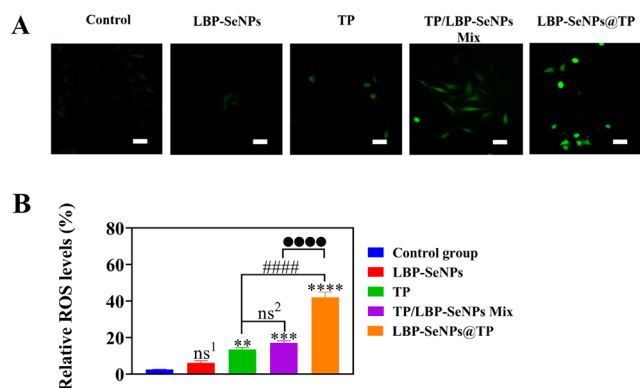 A
Control
LBP-SeNPs
TP
TP/LBP-SeNPs
Mix
LBP-SeNPs@TP
B
Relative ROS levels (%)
80
60
40
20
0
ns1
**
ns2
***
####
●●●●
****
Control group
LBP-SeNPs
TP
TP/LBP-SeNPs Mix
LBP-SeNPs@TP